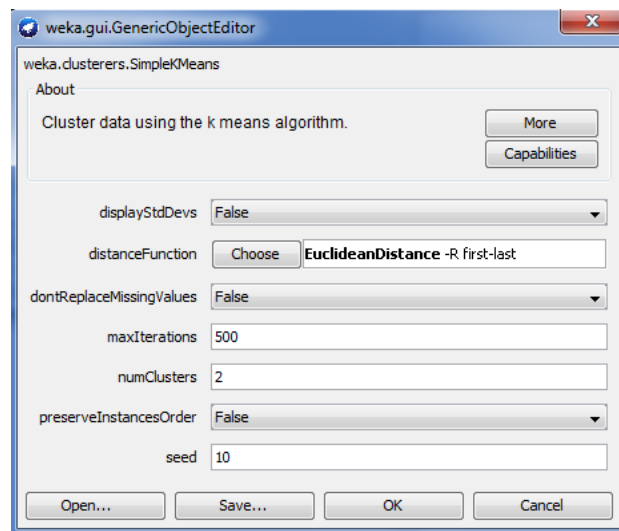 weka.gui.GenericObjectEditor
weka.clusterers.SimpleKMeans
About
Cluster data using the k means algorithm.
More
Capabilities
displayStdDevs False
distanceFunction Choose EuclideanDistance -R first-last
dontReplaceMissingValues False
maxIterations 500
numClusters 2
preserveInstancesOrder False
seed 10
Open... Save... OK Cancel